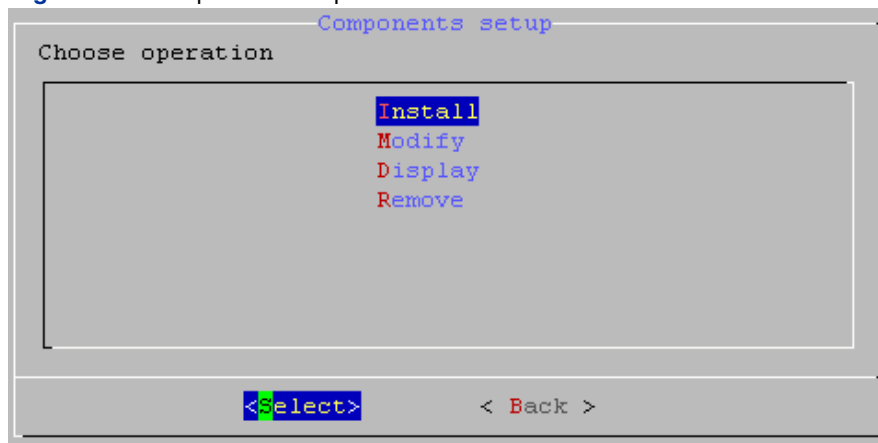 Components setup
Choose operation
Install
Modify
Display
Remove
<Select> < Back >